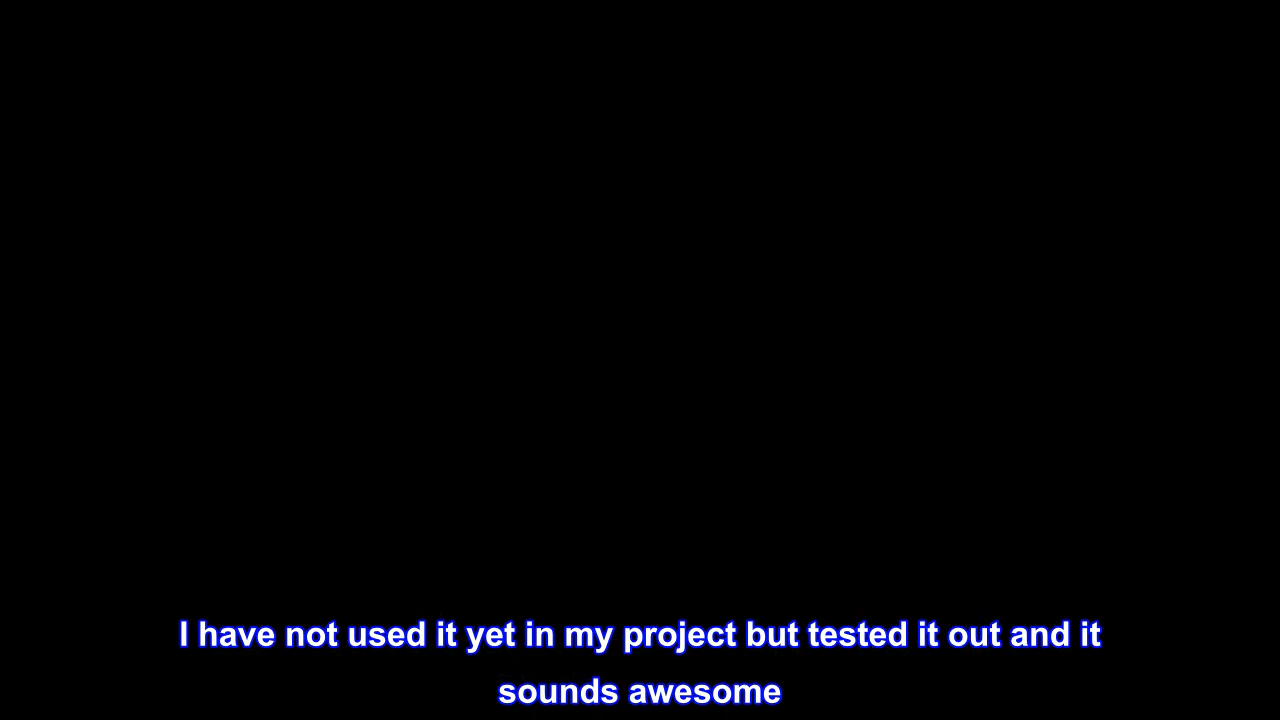 I have not used it yet in my project but tested it out and it
sounds awesome